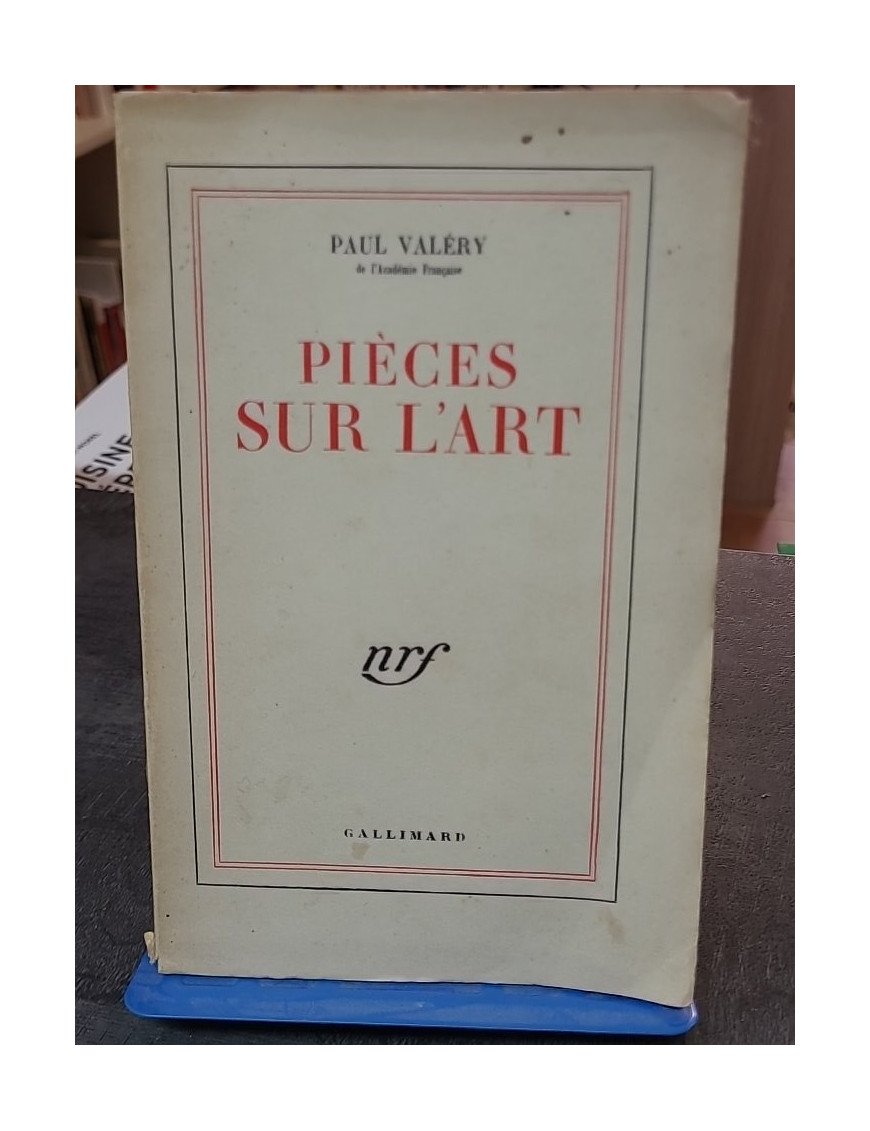 PAUL VALÉRY
de l'Académie Française
PIÈCES
SUR L'ART
nrf
GALLIMARD